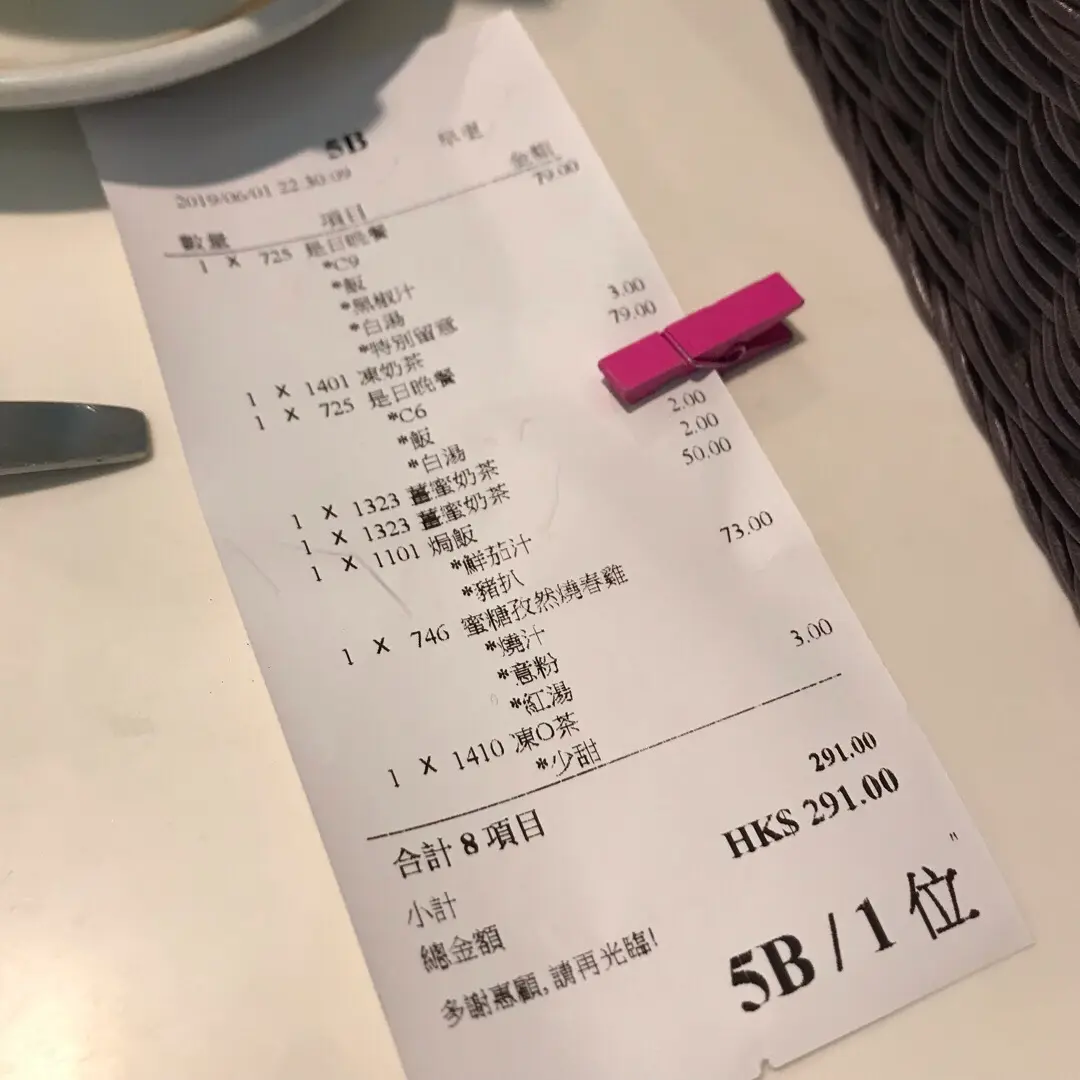 5B 早更
2019/06/01 22:30:09
數量 項目 金額
1 X 725 是日晚餐 79.00
*C9
*飯
*黑椒汁
*白湯
*特別留意
1 X 1401 凍奶茶 3.00
1 X 725 是日晚餐 79.00
*C6
*飯
*白湯
1 X 1323 薑蜜奶茶 2.00
1 X 1323 薑蜜奶茶 2.00
1 X 1101 焗飯 50.00
*鮮茄汁
*豬扒
1 X 746 蜜糖孜然燒春雞 73.00
*燒汁
*意粉
*紅湯
1 X 1410 凍O茶 3.00
*少甜
合計 8 項目
小計 291.00
總金額 HK$ 291.00
多謝惠顧, 請再光臨!
"
5B / 1 位